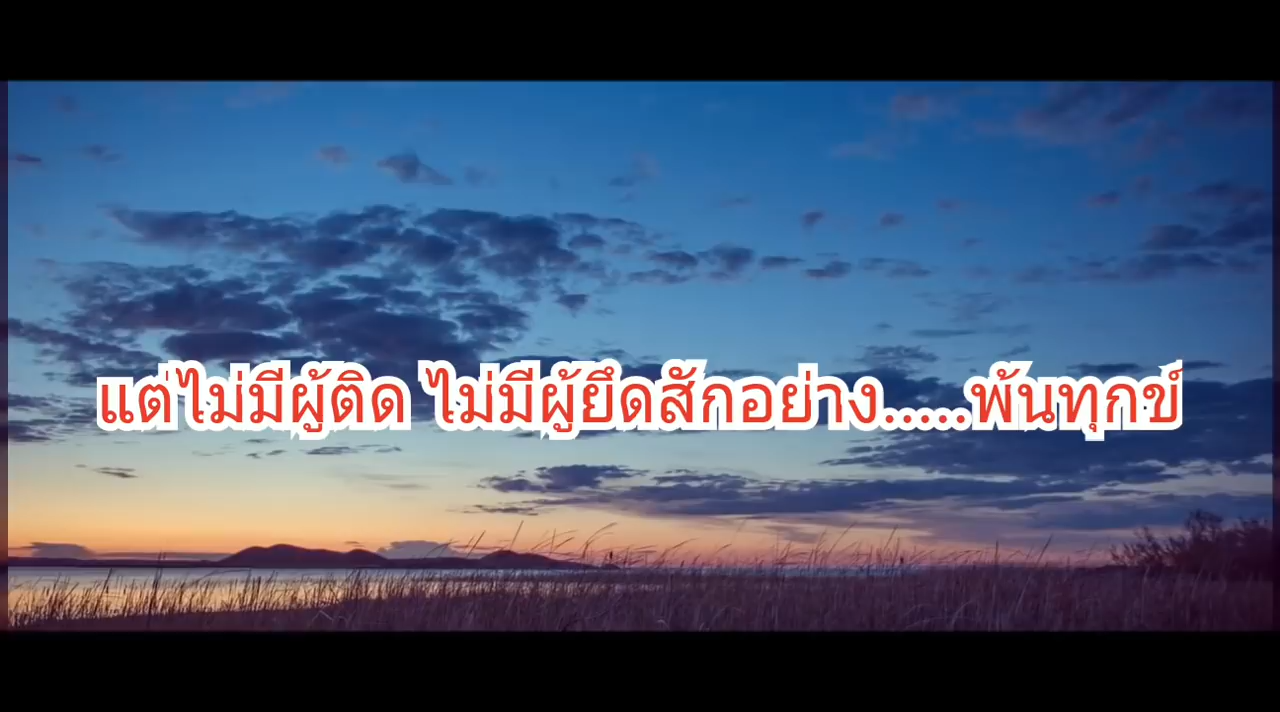 แต่ไม่มีผู้ติด ไม่มีผู้ยึดสักอย่าง.....พ้นทุกข์